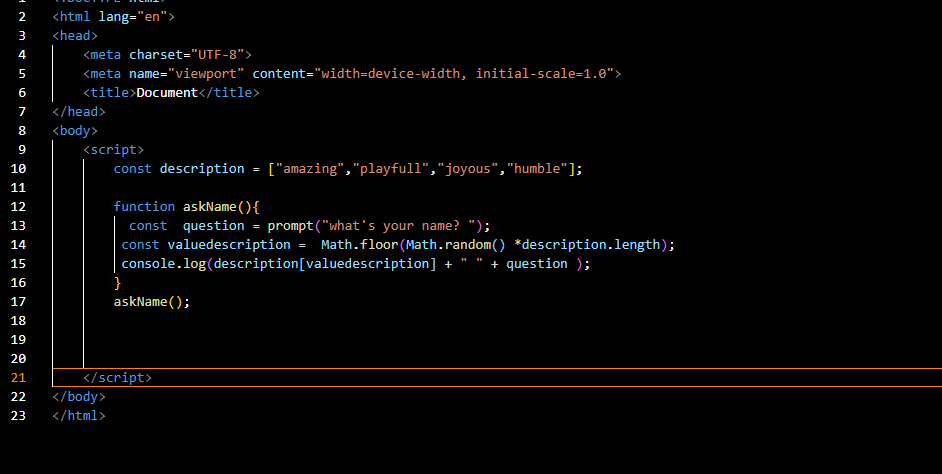 2 <html lang="en">
3 <head>
4     <meta charset="UTF-8">
5     <meta name="viewport" content="width=device-width, initial-scale=1.0">
6     <title>Document</title>
7 </head>
8 <body>
9     <script>
10         const description = ["amazing","playfull","joyous","humble"];
11
12         function askName(){
13           const  question = prompt("what's your name? ");
14          const valuedescription =  Math.floor(Math.random() *description.length);
15          console.log(description[valuedescription] + " " + question );
16         }
17         askName();
18
19
20
21     </script>
22 </body>
23 </html>